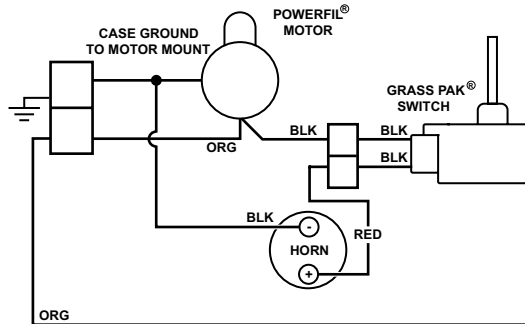 POWERFIL®
MOTOR
CASE GROUND
TO MOTOR MOUNT
GRASS PAK®
SWITCH
BLK
BLK
ORG
BLK
BLK
RED
HORN
-
+
ORG